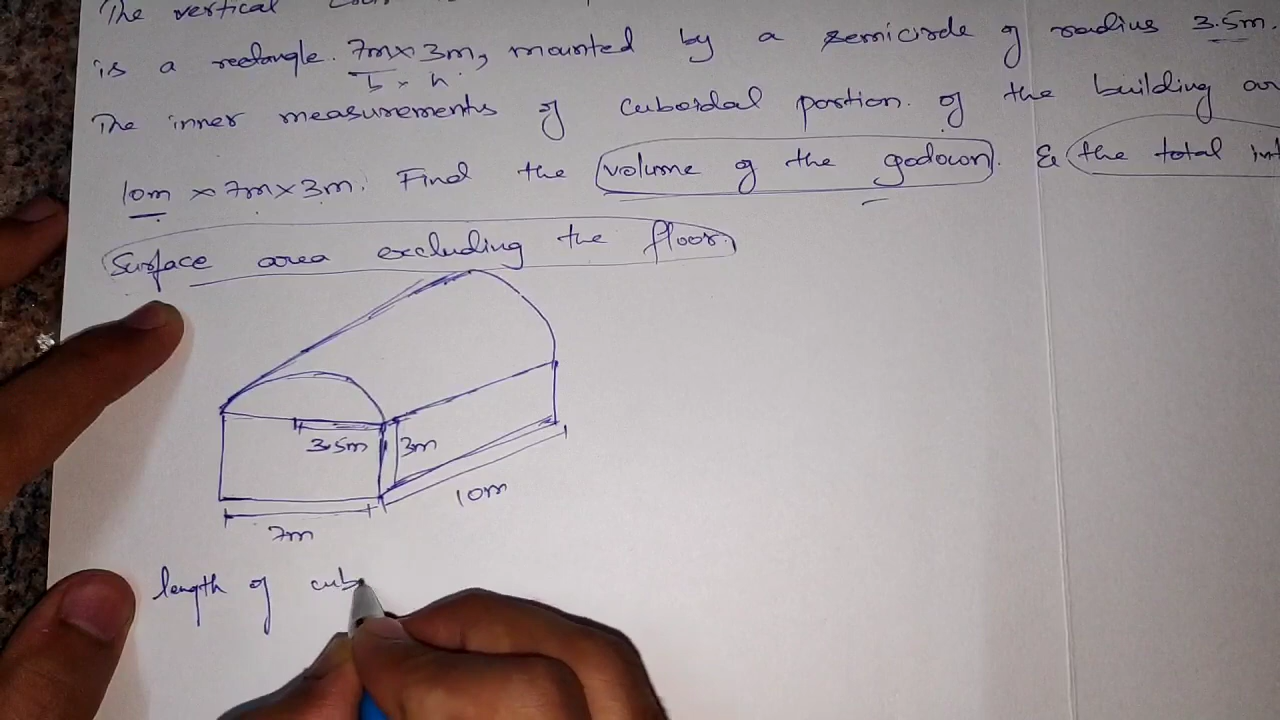 The vertical
is a rectangle 7m×3m, mounted by a semicircle of radius 3.5m.
b × h
The inner measurements of cuboidal portion of the building ar
10m × 7m × 3m. Find the volume of the godown. & the total int
Surface area excluding the floor.
3.5m
3m
10m
7m
length of cub